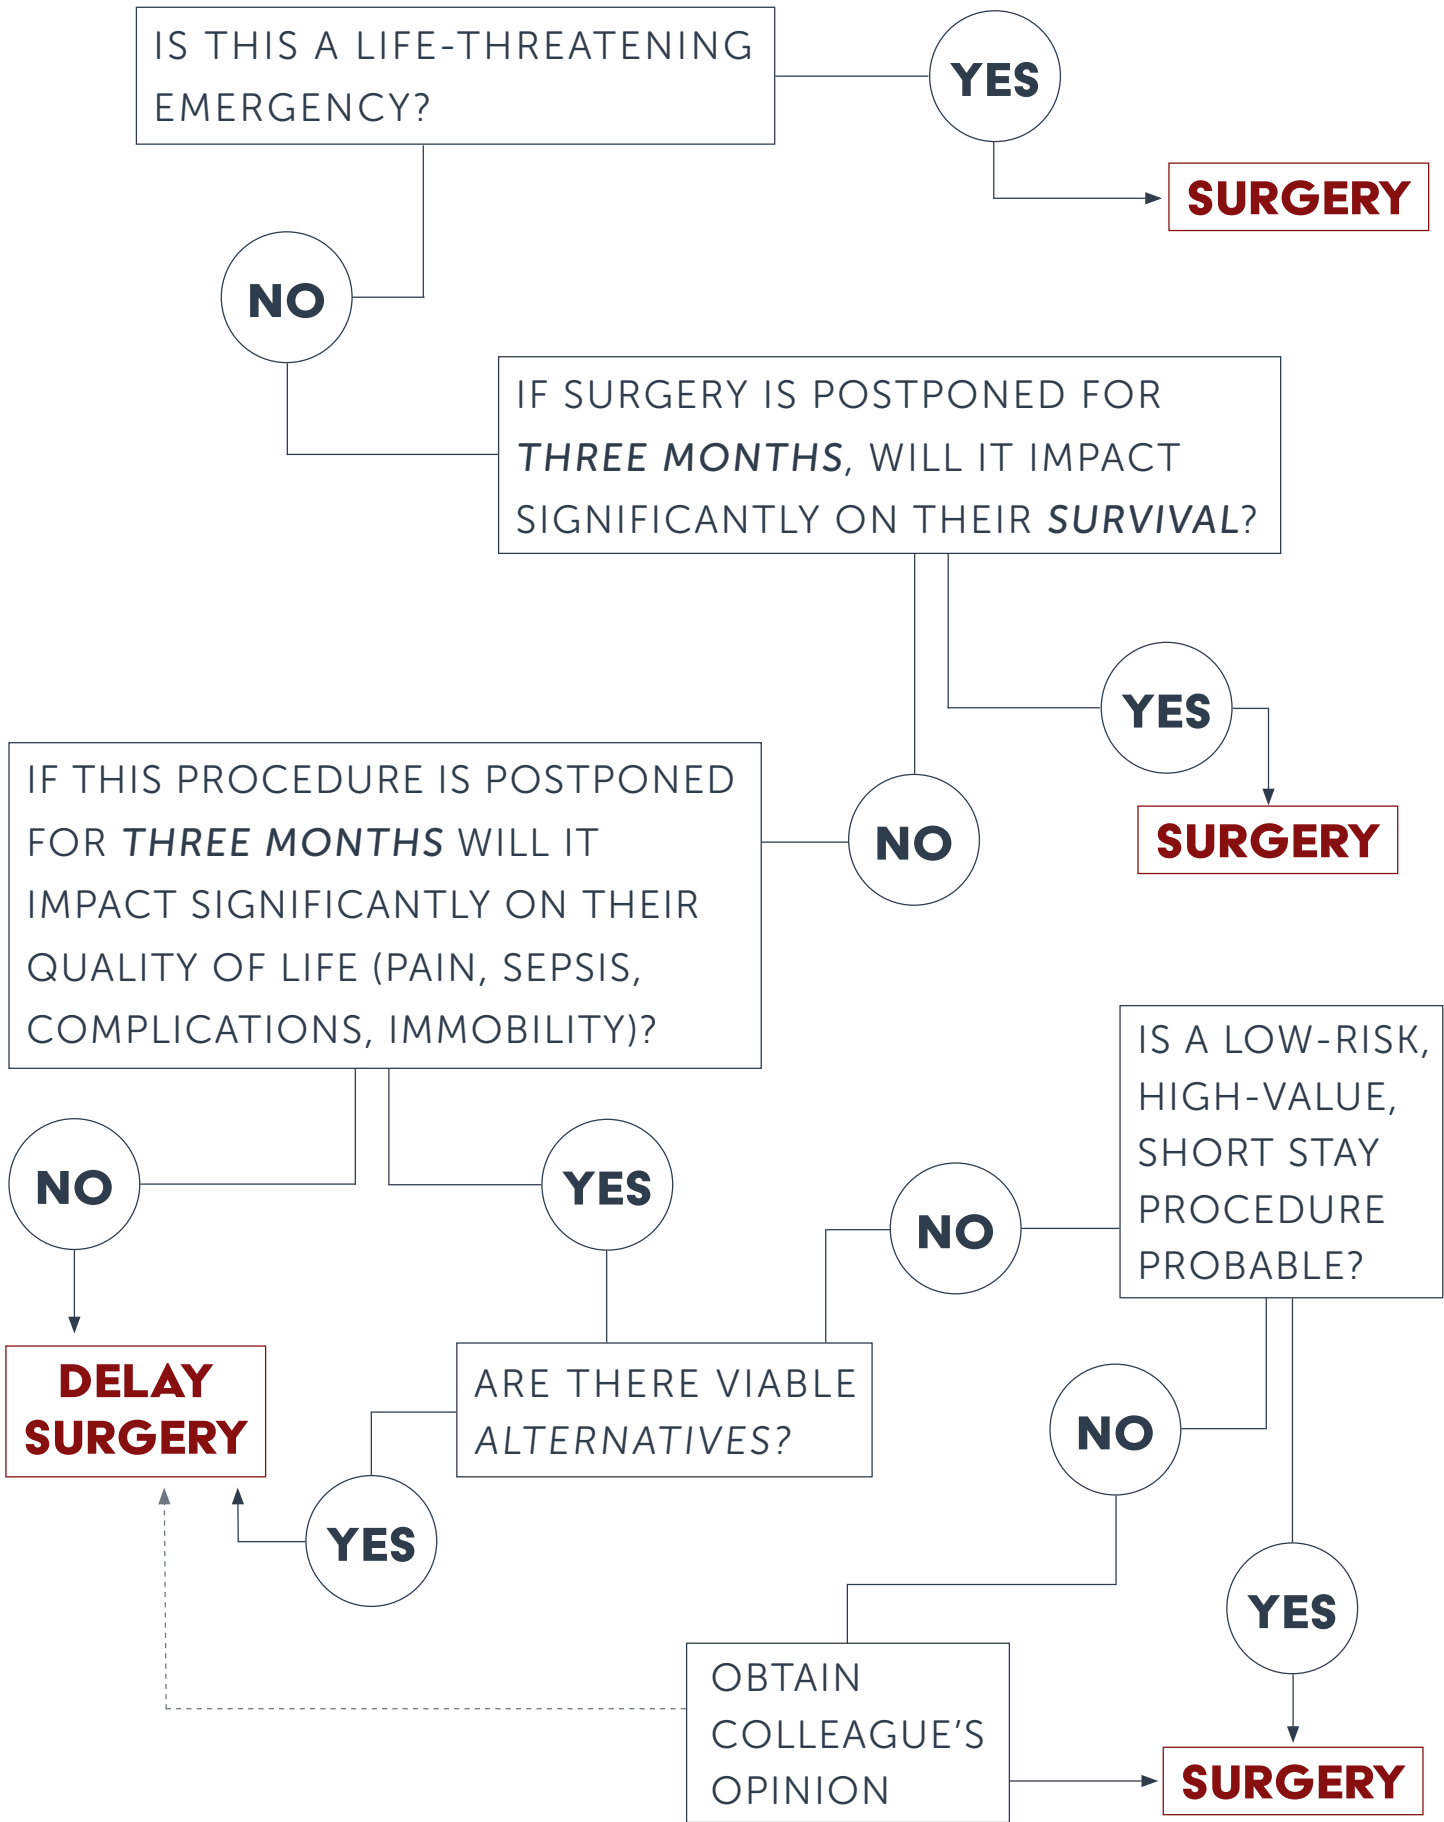 IS THIS A LIFE-THREATENING
EMERGENCY?
YES
SURGERY
NO
IF SURGERY IS POSTPONED FOR
THREE MONTHS, WILL IT IMPACT
SIGNIFICANTLY ON THEIR SURVIVAL?
YES
SURGERY
NO
IF THIS PROCEDURE IS POSTPONED
FOR THREE MONTHS WILL IT
IMPACT SIGNIFICANTLY ON THEIR
QUALITY OF LIFE (PAIN, SEPSIS,
COMPLICATIONS, IMMOBILITY)?
NO
YES
DELAY
SURGERY
ARE THERE VIABLE
ALTERNATIVES?
YES
NO
IS A LOW-RISK,
HIGH-VALUE,
SHORT STAY
PROCEDURE
PROBABLE?
NO
YES
OBTAIN
COLLEAGUE'S
OPINION
SURGERY